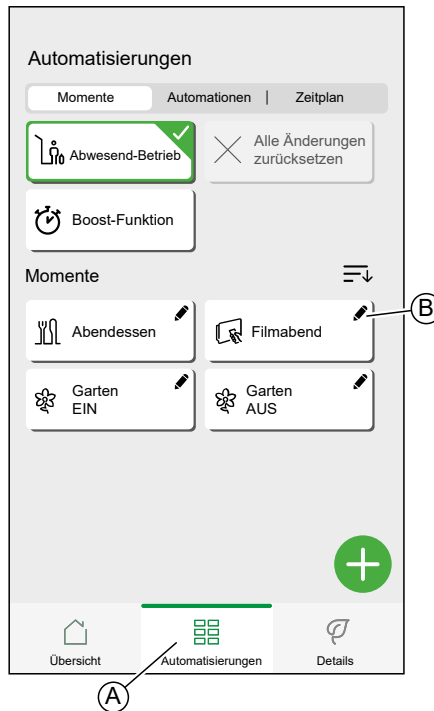 Automatisierungen
Momente Automationen | Zeitplan
Abwesend-Betrieb
Alle Änderungen
zurücksetzen
Boost-Funktion
Momente
Abendessen
Filmabend
B
Garten
EIN
Garten
AUS
Übersicht Automatisierungen Details
A